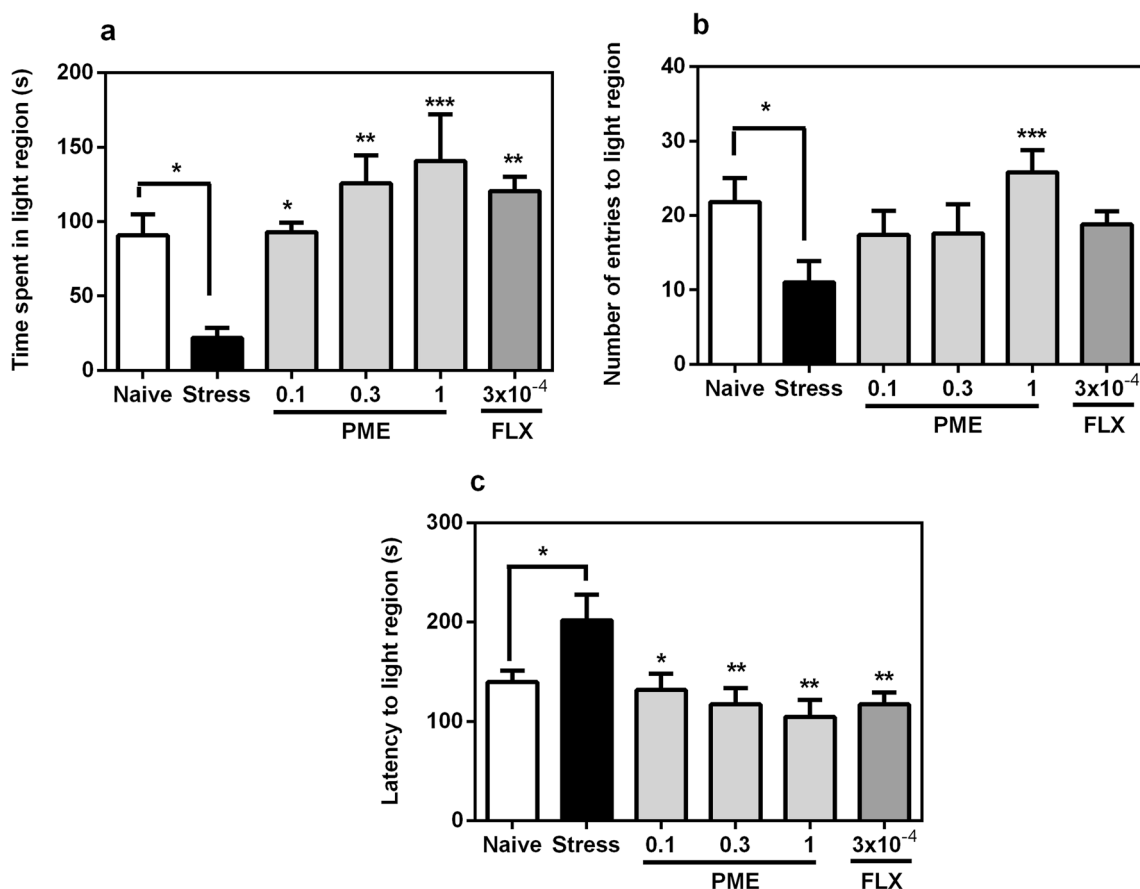 a
Time spent in light region (s)
200
150
100
50
0
*
*
**
***
**
Naive Stress 0.1 0.3 1 3x10⁻⁴
PME FLX
b
Number of entries to light region
40
30
20
10
0
*
***
Naive Stress 0.1 0.3 1 3x10⁻⁴
PME FLX
c
Latency to light region (s)
300
200
100
0
*
*
**
**
**
Naive Stress 0.1 0.3 1 3x10⁻⁴
PME FLX